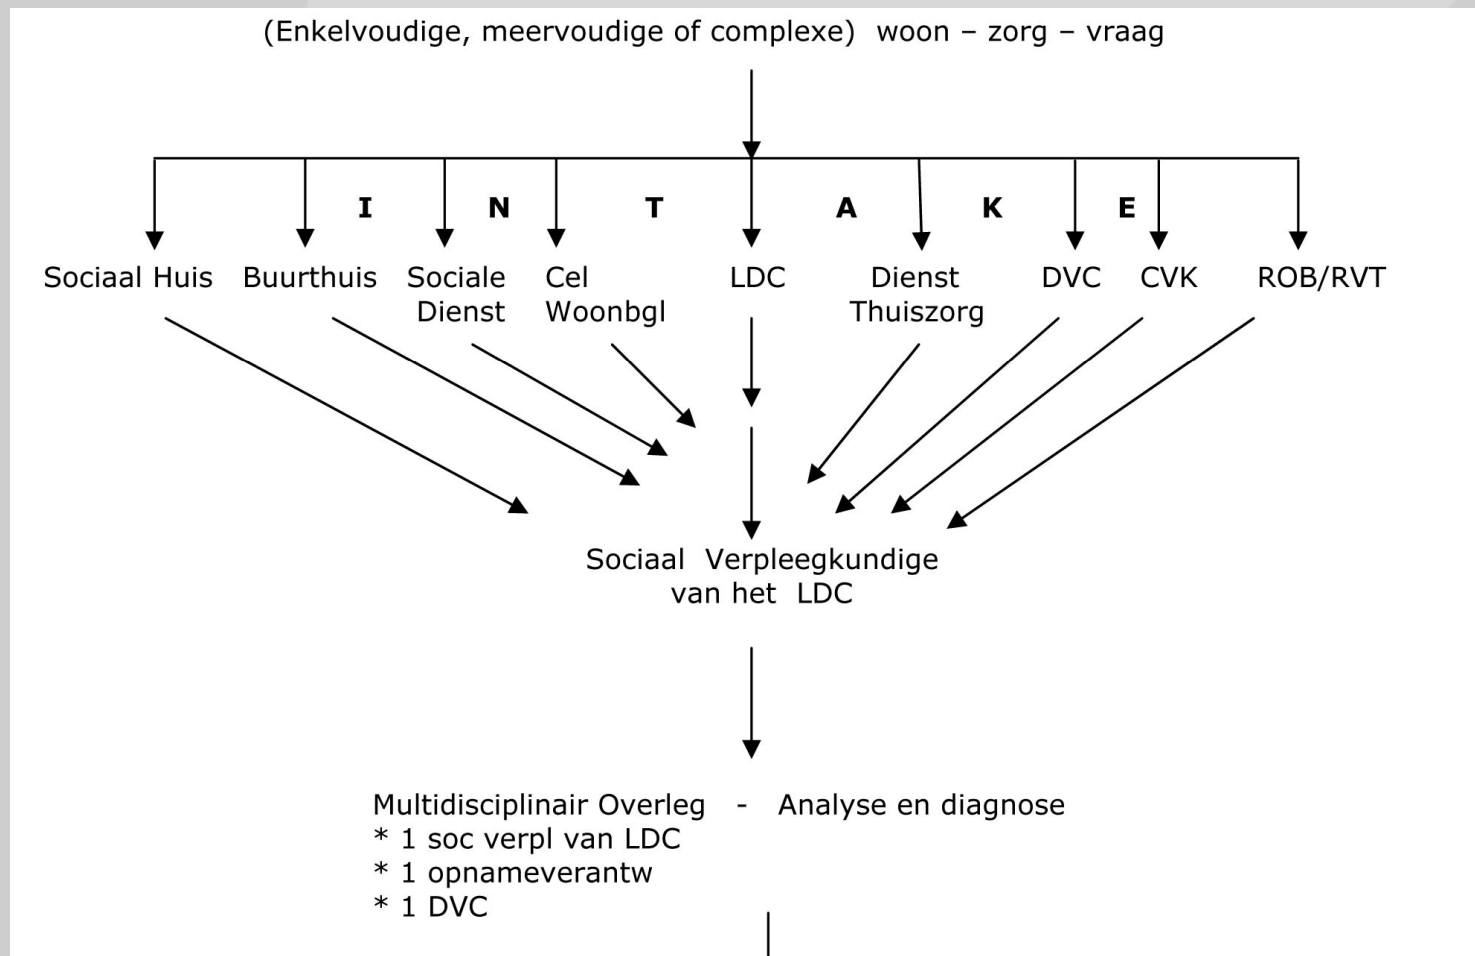 (Enkelvoudige, meervoudige of complexe) woon – zorg – vraag
I N T A K E
Sociaal Huis Buurthuis Sociale Cel LDC Dienst DVC CVK ROB/RVT
Dienst Woonbgl Thuiszorg
Sociaal Verpleegkundige
van het LDC
Multidisciplinair Overleg - Analyse en diagnose
* 1 soc verpl van LDC
* 1 opnameverantw
* 1 DVC